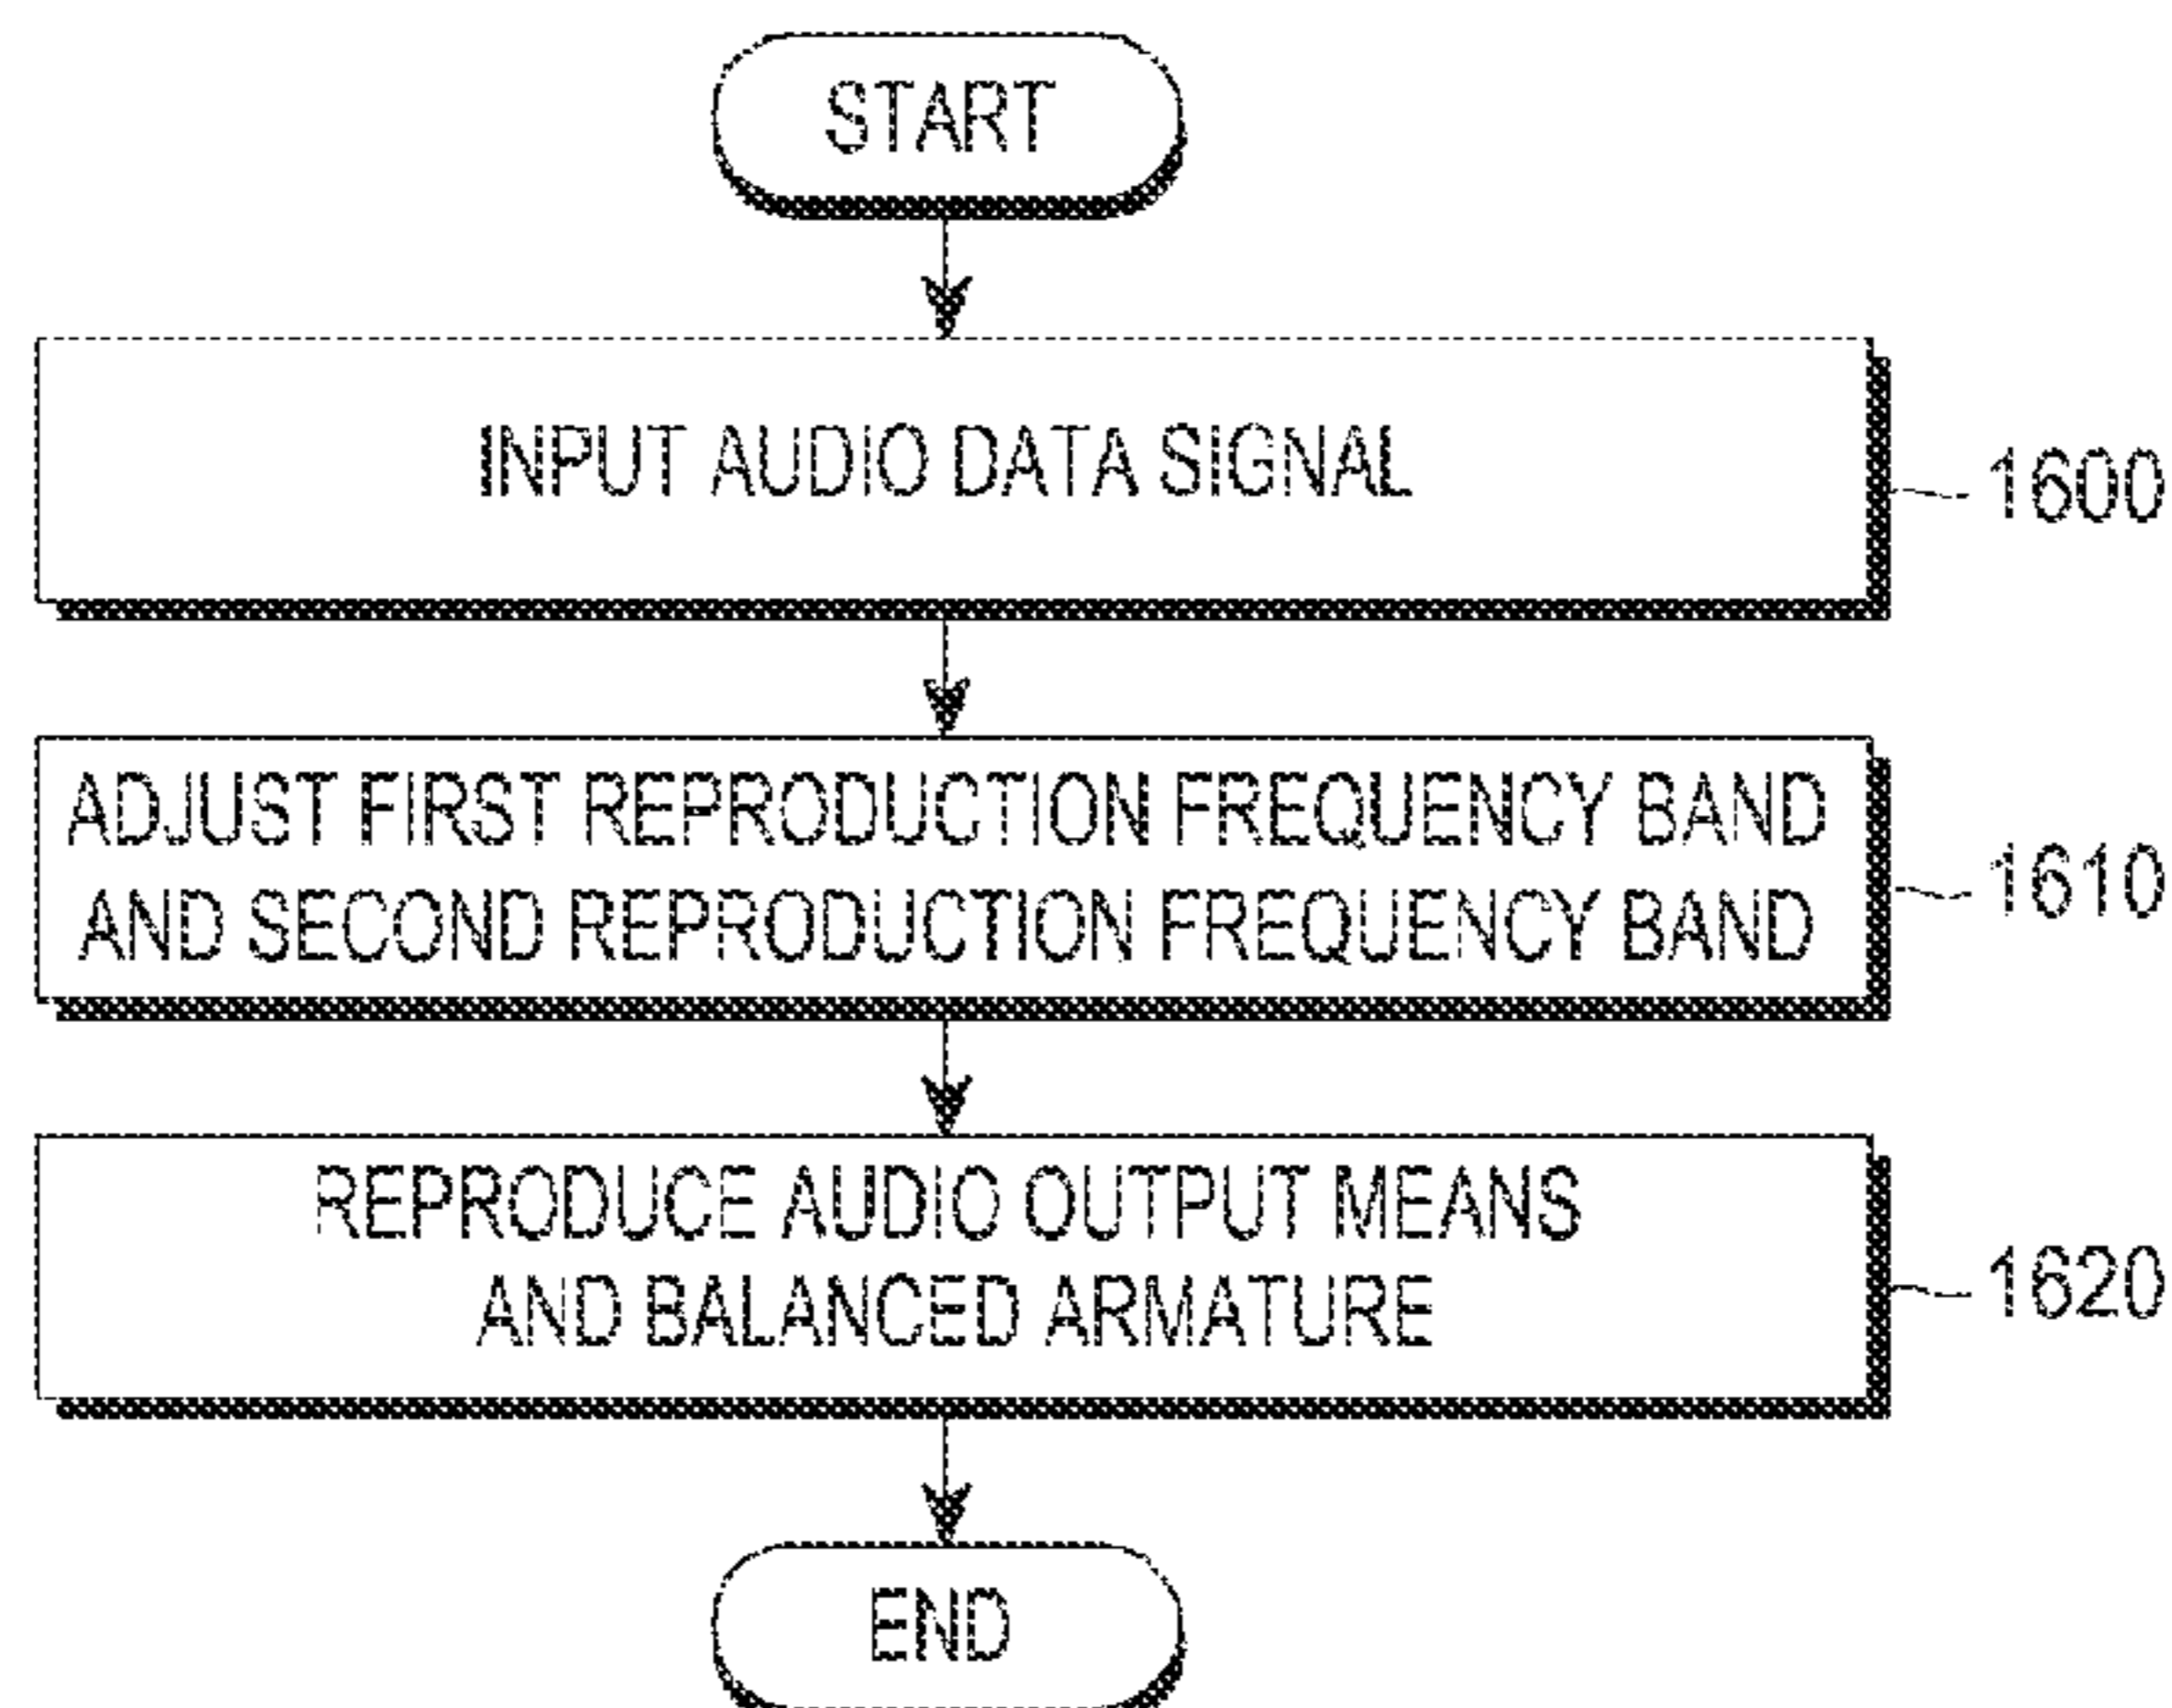 START
INPUT AUDIO DATA SIGNAL
1600
ADJUST FIRST REPRODUCTION FREQUENCY BAND
AND SECOND REPRODUCTION FREQUENCY BAND
1610
REPRODUCE AUDIO OUTPUT MEANS
AND BALANCED ARMATURE
1620
END